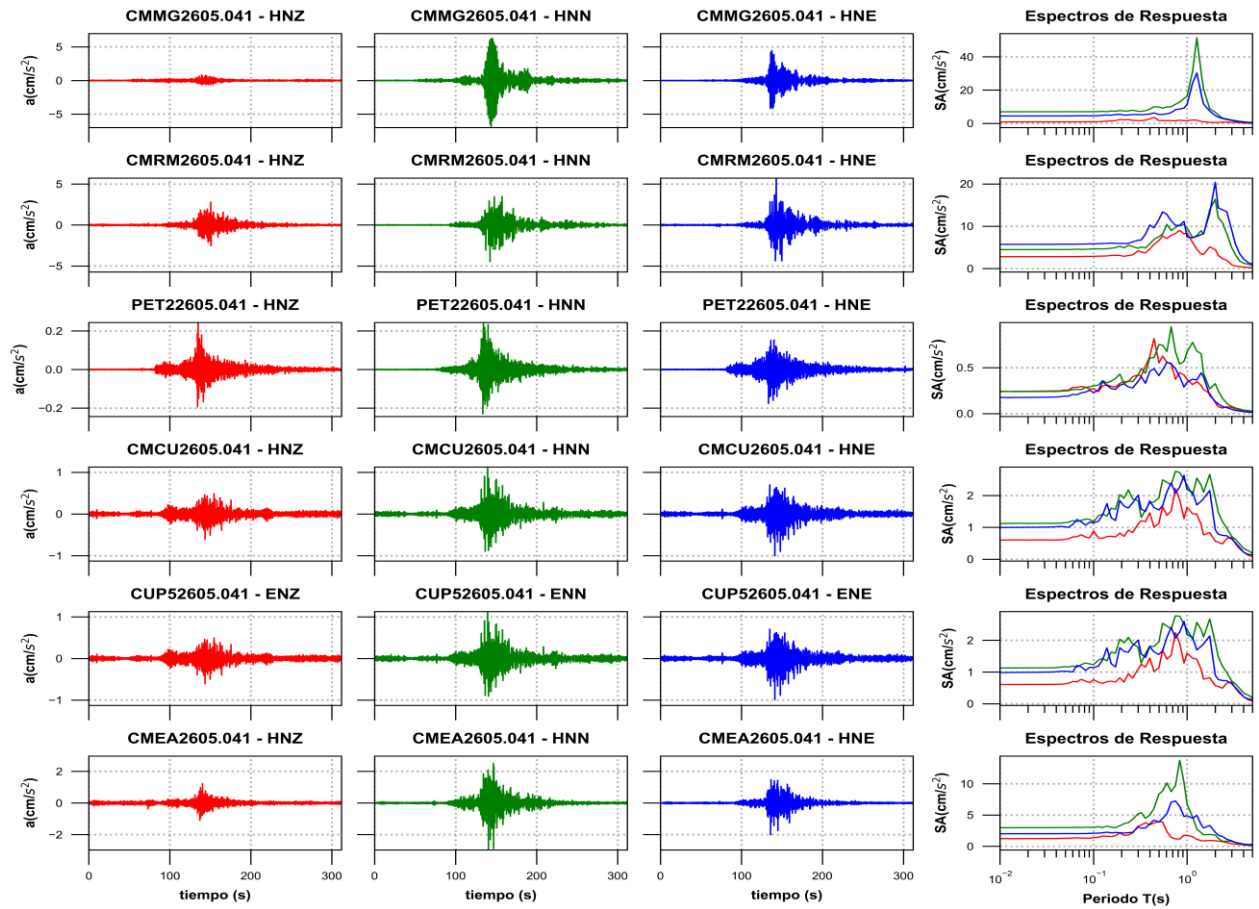 CMMG2605.041 - HNZ CMMG2605.041 - HNN CMMG2605.041 - HNE Espectros de Respuesta
a(cm/s²) 5 0 −5 SA(cm/s²) 40 20 0
CMRM2605.041 - HNZ CMRM2605.041 - HNN CMRM2605.041 - HNE Espectros de Respuesta
a(cm/s²) 5 0 −5 SA(cm/s²) 20 10 0
PET22605.041 - HNZ PET22605.041 - HNN PET22605.041 - HNE Espectros de Respuesta
a(cm/s²) 0.2 0.0 −0.2 SA(cm/s²) 0.5 0.0
CMCU2605.041 - HNZ CMCU2605.041 - HNN CMCU2605.041 - HNE Espectros de Respuesta
a(cm/s²) 1 0 −1 SA(cm/s²) 2 1 0
CUP52605.041 - ENZ CUP52605.041 - ENN CUP52605.041 - ENE Espectros de Respuesta
a(cm/s²) 1 0 −1 SA(cm/s²) 2 1 0
CMEA2605.041 - HNZ CMEA2605.041 - HNN CMEA2605.041 - HNE Espectros de Respuesta
a(cm/s²) 2 0 −2 SA(cm/s²) 10 5 0
0 100 200 300 0 100 200 300 0 100 200 300 10⁻² 10⁻¹ 10⁰
tiempo (s) tiempo (s) tiempo (s) Periodo T(s)